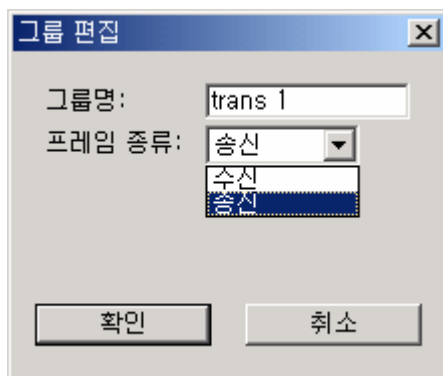 그룹 편집
그룹명: trans 1
프레임 종류: 송신
수신
송신
확인 취소